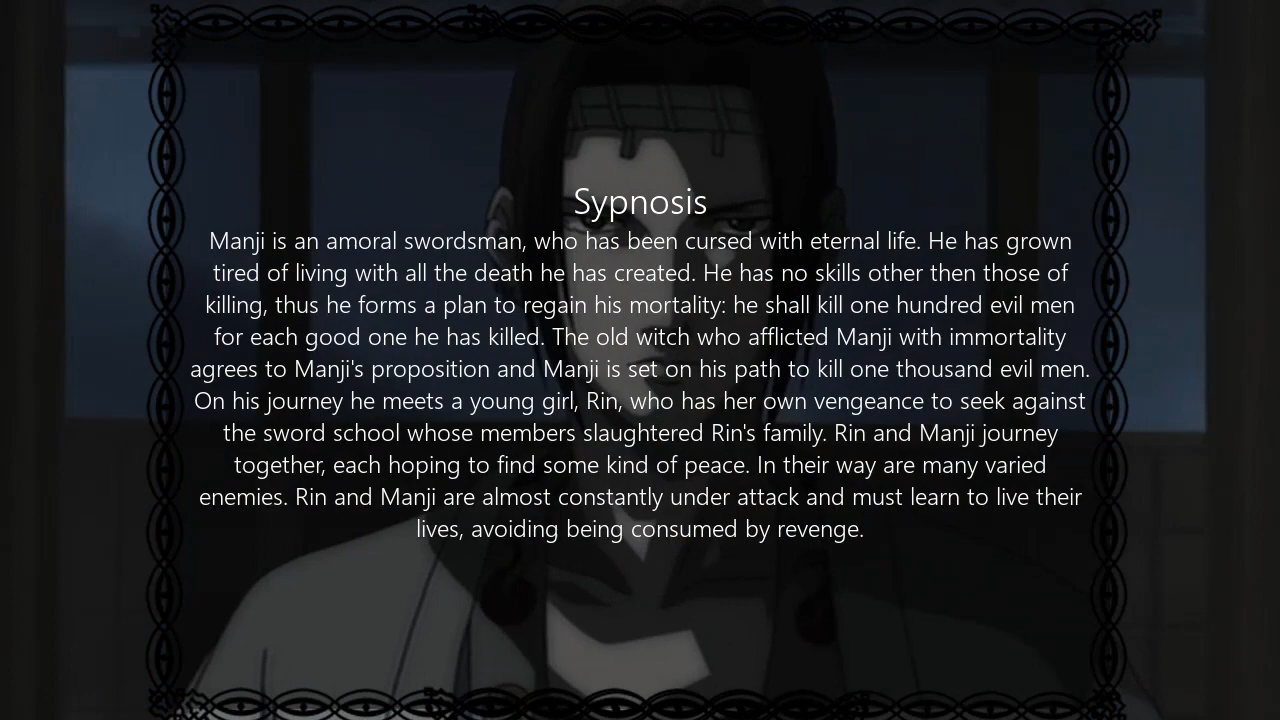 Sypnosis
Manji is an amoral swordsman, who has been cursed with eternal life. He has grown
tired of living with all the death he has created. He has no skills other then those of
killing, thus he forms a plan to regain his mortality: he shall kill one hundred evil men
for each good one he has killed. The old witch who afflicted Manji with immortality
agrees to Manji's proposition and Manji is set on his path to kill one thousand evil men.
On his journey he meets a young girl, Rin, who has her own vengeance to seek against
the sword school whose members slaughtered Rin's family. Rin and Manji journey
together, each hoping to find some kind of peace. In their way are many varied
enemies. Rin and Manji are almost constantly under attack and must learn to live their
lives, avoiding being consumed by revenge.